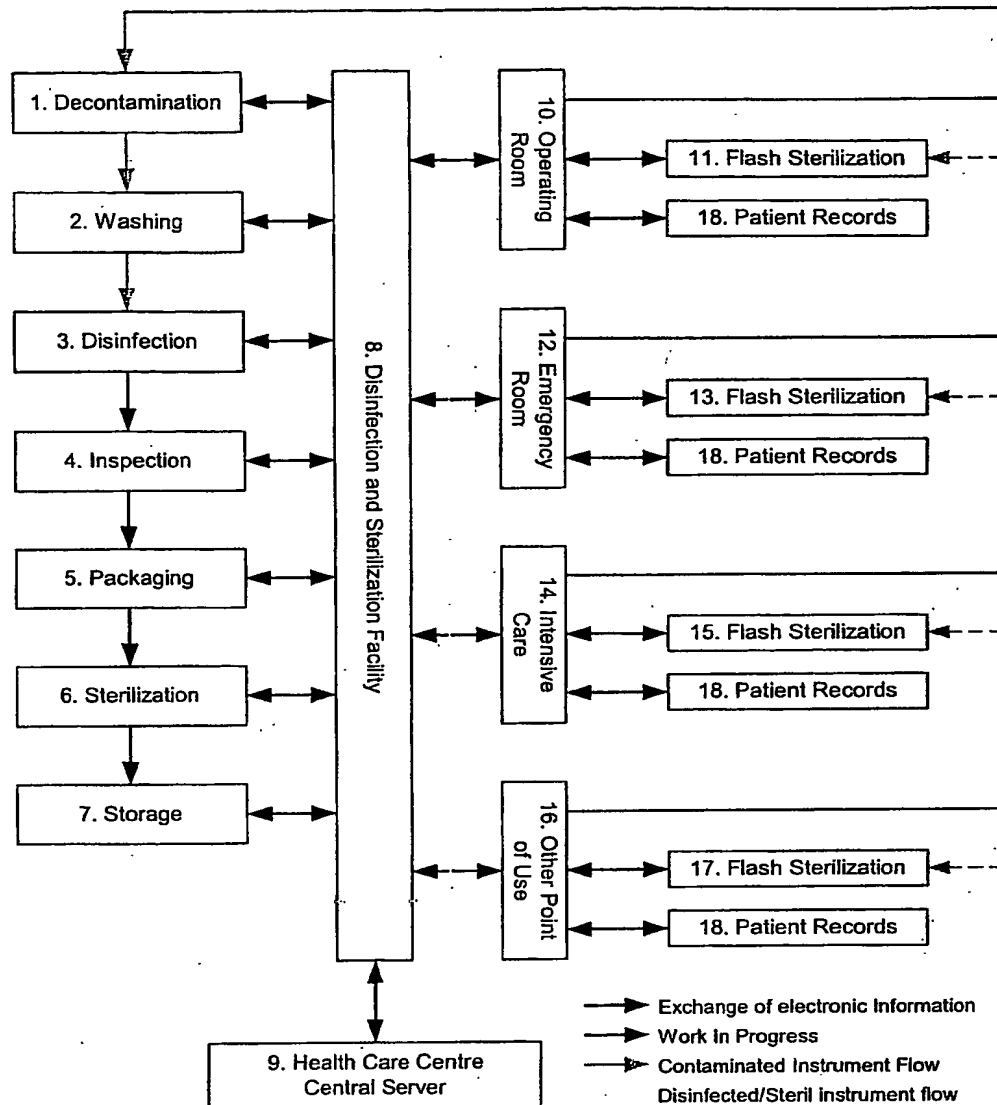 1. Decontamination
2. Washing
3. Disinfection
4. Inspection
5. Packaging
6. Sterilization
7. Storage
8. Disinfection and Sterilization Facility
9. Health Care Centre
Central Server
10. Operating
Room
11. Flash Sterilization
18. Patient Records
12. Emergency
Room
13. Flash Sterilization
18. Patient Records
14. Intensive
Care
15. Flash Sterilization
18. Patient Records
16. Other Point
of Use
17. Flash Sterilization
18. Patient Records
Exchange of electronic Information
Work In Progress
Contaminated Instrument Flow
Disinfected/Steril instrument flow